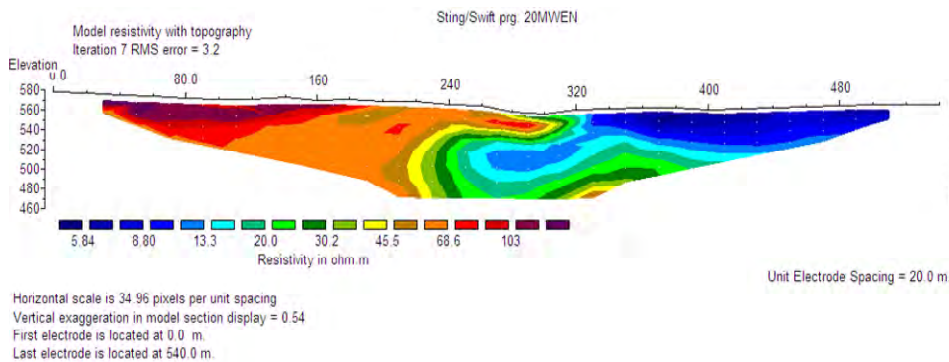 Sting/Swift prg. 20MWEN
Model resistivity with topography
Iteration 7 RMS error = 3.2
Elevation
0.0 80.0 160 240 320 400 480
580
560
540
520
500
480
460
5.84 8.80 13.3 20.0 30.2 45.5 68.6 103
Resistivity in ohm.m
Unit Electrode Spacing = 20.0 m
Horizontal scale is 34.96 pixels per unit spacing
Vertical exaggeration in model section display = 0.54
First electrode is located at 0.0 m.
Last electrode is located at 540.0 m.